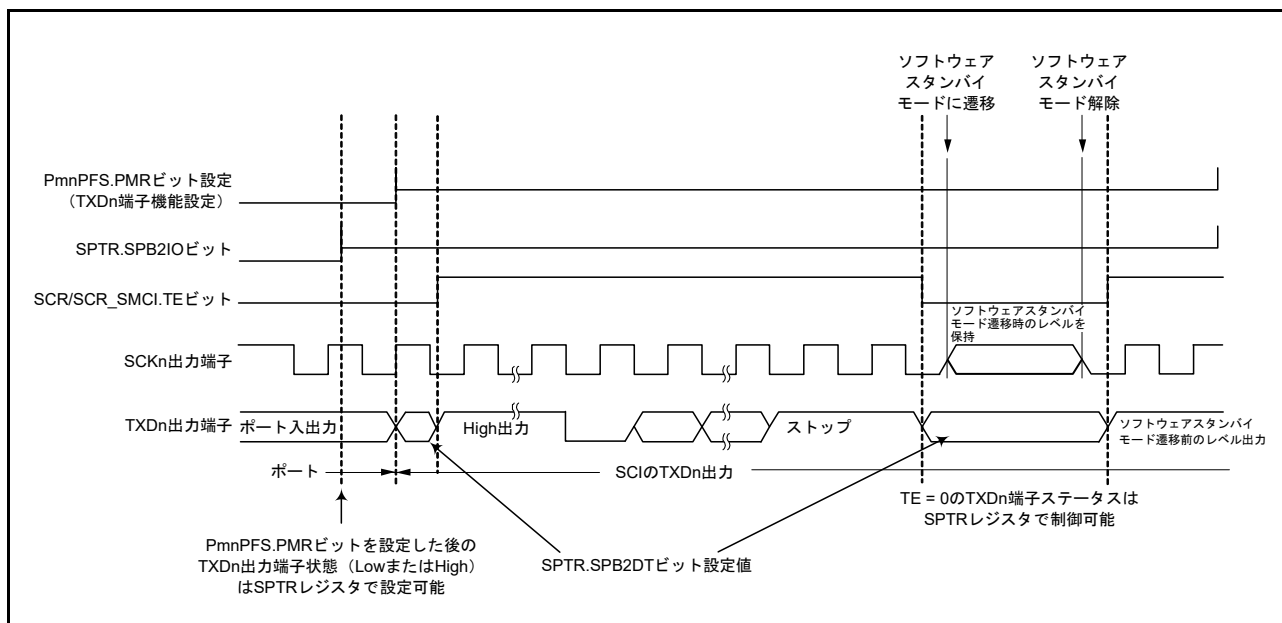 ソフトウェア
スタンバイ
モードに遷移
ソフトウェア
スタンバイ
モード解除
PmnPFS.PMRビット設定
（TXDn端子機能設定）
SPTR.SPB2IOビット
SCR/SCR_SMCI.TEビット
ソフトウェアスタンバイ
モード遷移時のレベルを
保持
SCKn出力端子
TXDn出力端子
ポート入出力
High出力
ストップ
ソフトウェアスタンバイ
モード遷移前のレベル出力
ポート
SCIのTXDn出力
TE = 0のTXDn端子ステータスは
SPTRレジスタで制御可能
PmnPFS.PMRビットを設定した後の
TXDn出力端子状態（LowまたはHigh）
はSPTRレジスタで設定可能
SPTR.SPB2DTビット設定値